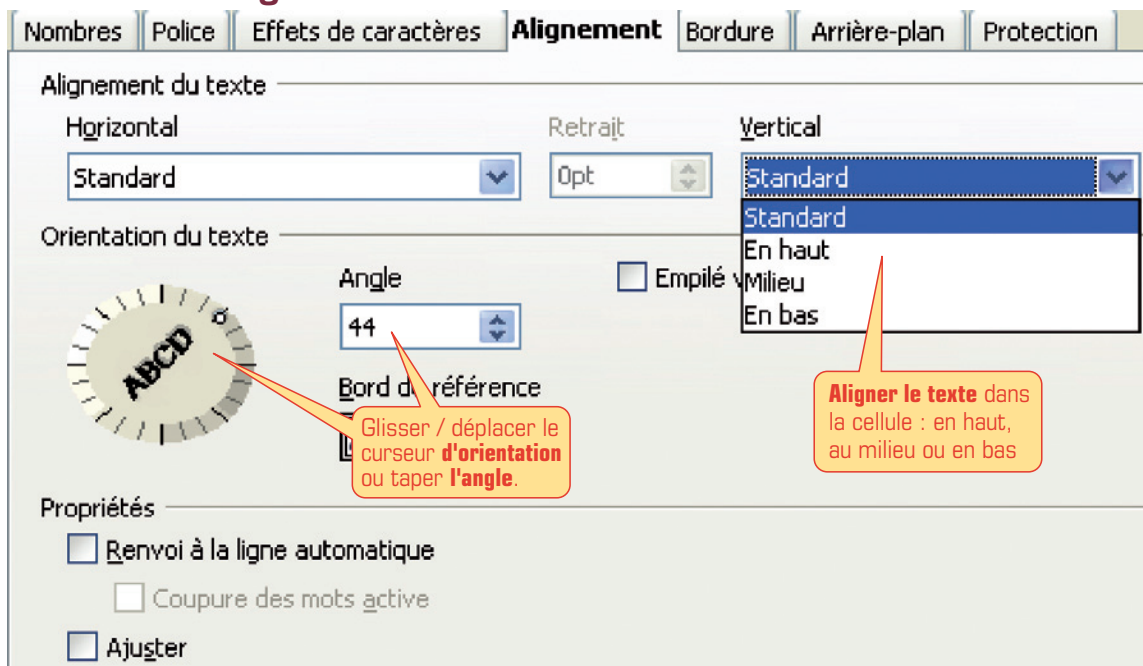 Nombres Police Effets de caractères Alignement Bordure Arrière-plan Protection
Alignement du texte
Horizontal Retrait Vertical
Standard 0pt Standard
Standard
En haut
Milieu
En bas
Orientation du texte
Angle Empilé
44
ABCD
Bord de référence
Glisser / déplacer le
curseur d'orientation
ou taper l'angle.
Aligner le texte dans
la cellule : en haut,
au milieu ou en bas
Propriétés
Renvoi à la ligne automatique
Coupure des mots active
Ajuster